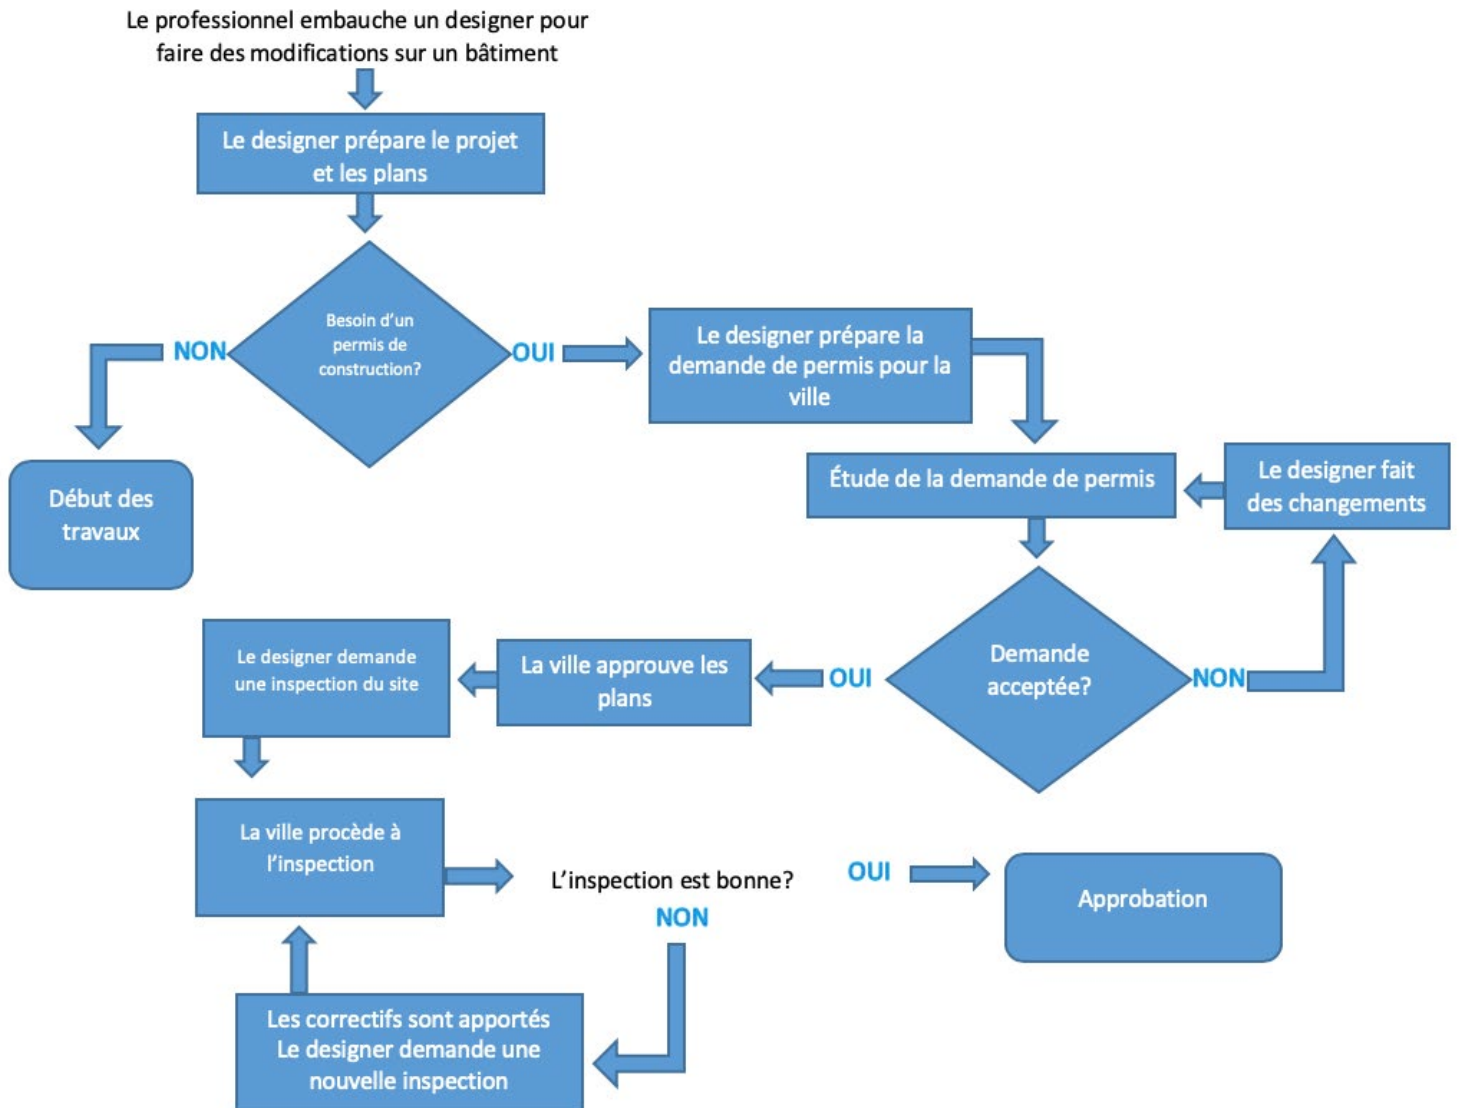 Le professionnel embauche un designer pour
faire des modifications sur un bâtiment
Le designer prépare le projet
et les plans
Besoin d'un
permis de
construction?
NON
OUI
Le designer prépare la
demande de permis pour la
ville
Début des
travaux
Étude de la demande de permis
Le designer fait
des changements
Demande
acceptée?
NON
OUI
La ville approuve les
plans
Le designer demande
une inspection du site
La ville procède à
l'inspection
L'inspection est bonne?
OUI
NON
Approbation
Les correctifs sont apportés
Le designer demande une
nouvelle inspection